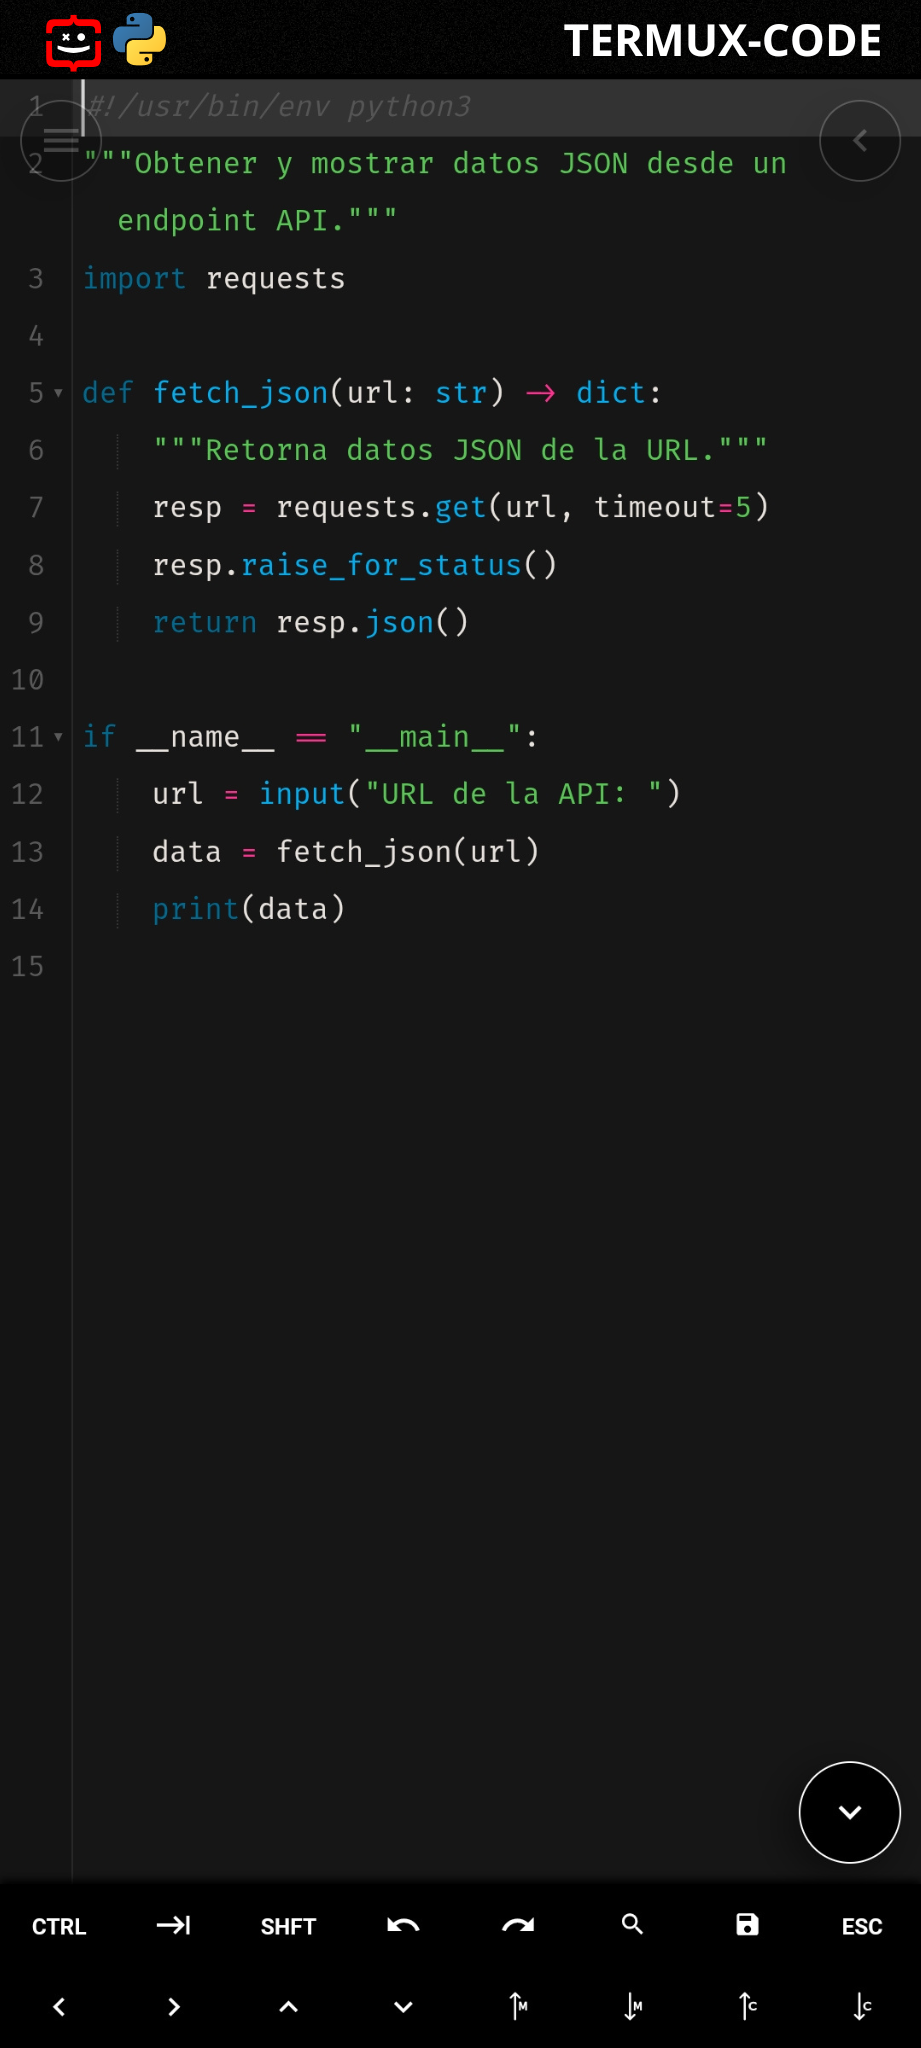 TERMUX-CODE
1 #!/usr/bin/env python3
2 """Obtener y mostrar datos JSON desde un
endpoint API."""
3 import requests
4
5 def fetch_json(url: str) -> dict:
6 """Retorna datos JSON de la URL."""
7 resp = requests.get(url, timeout=5)
8 resp.raise_for_status()
9 return resp.json()
10
11 if __name__ == "__main__":
12 url = input("URL de la API: ")
13 data = fetch_json(url)
14 print(data)
15
CTRL SHFT ESC
M M C C